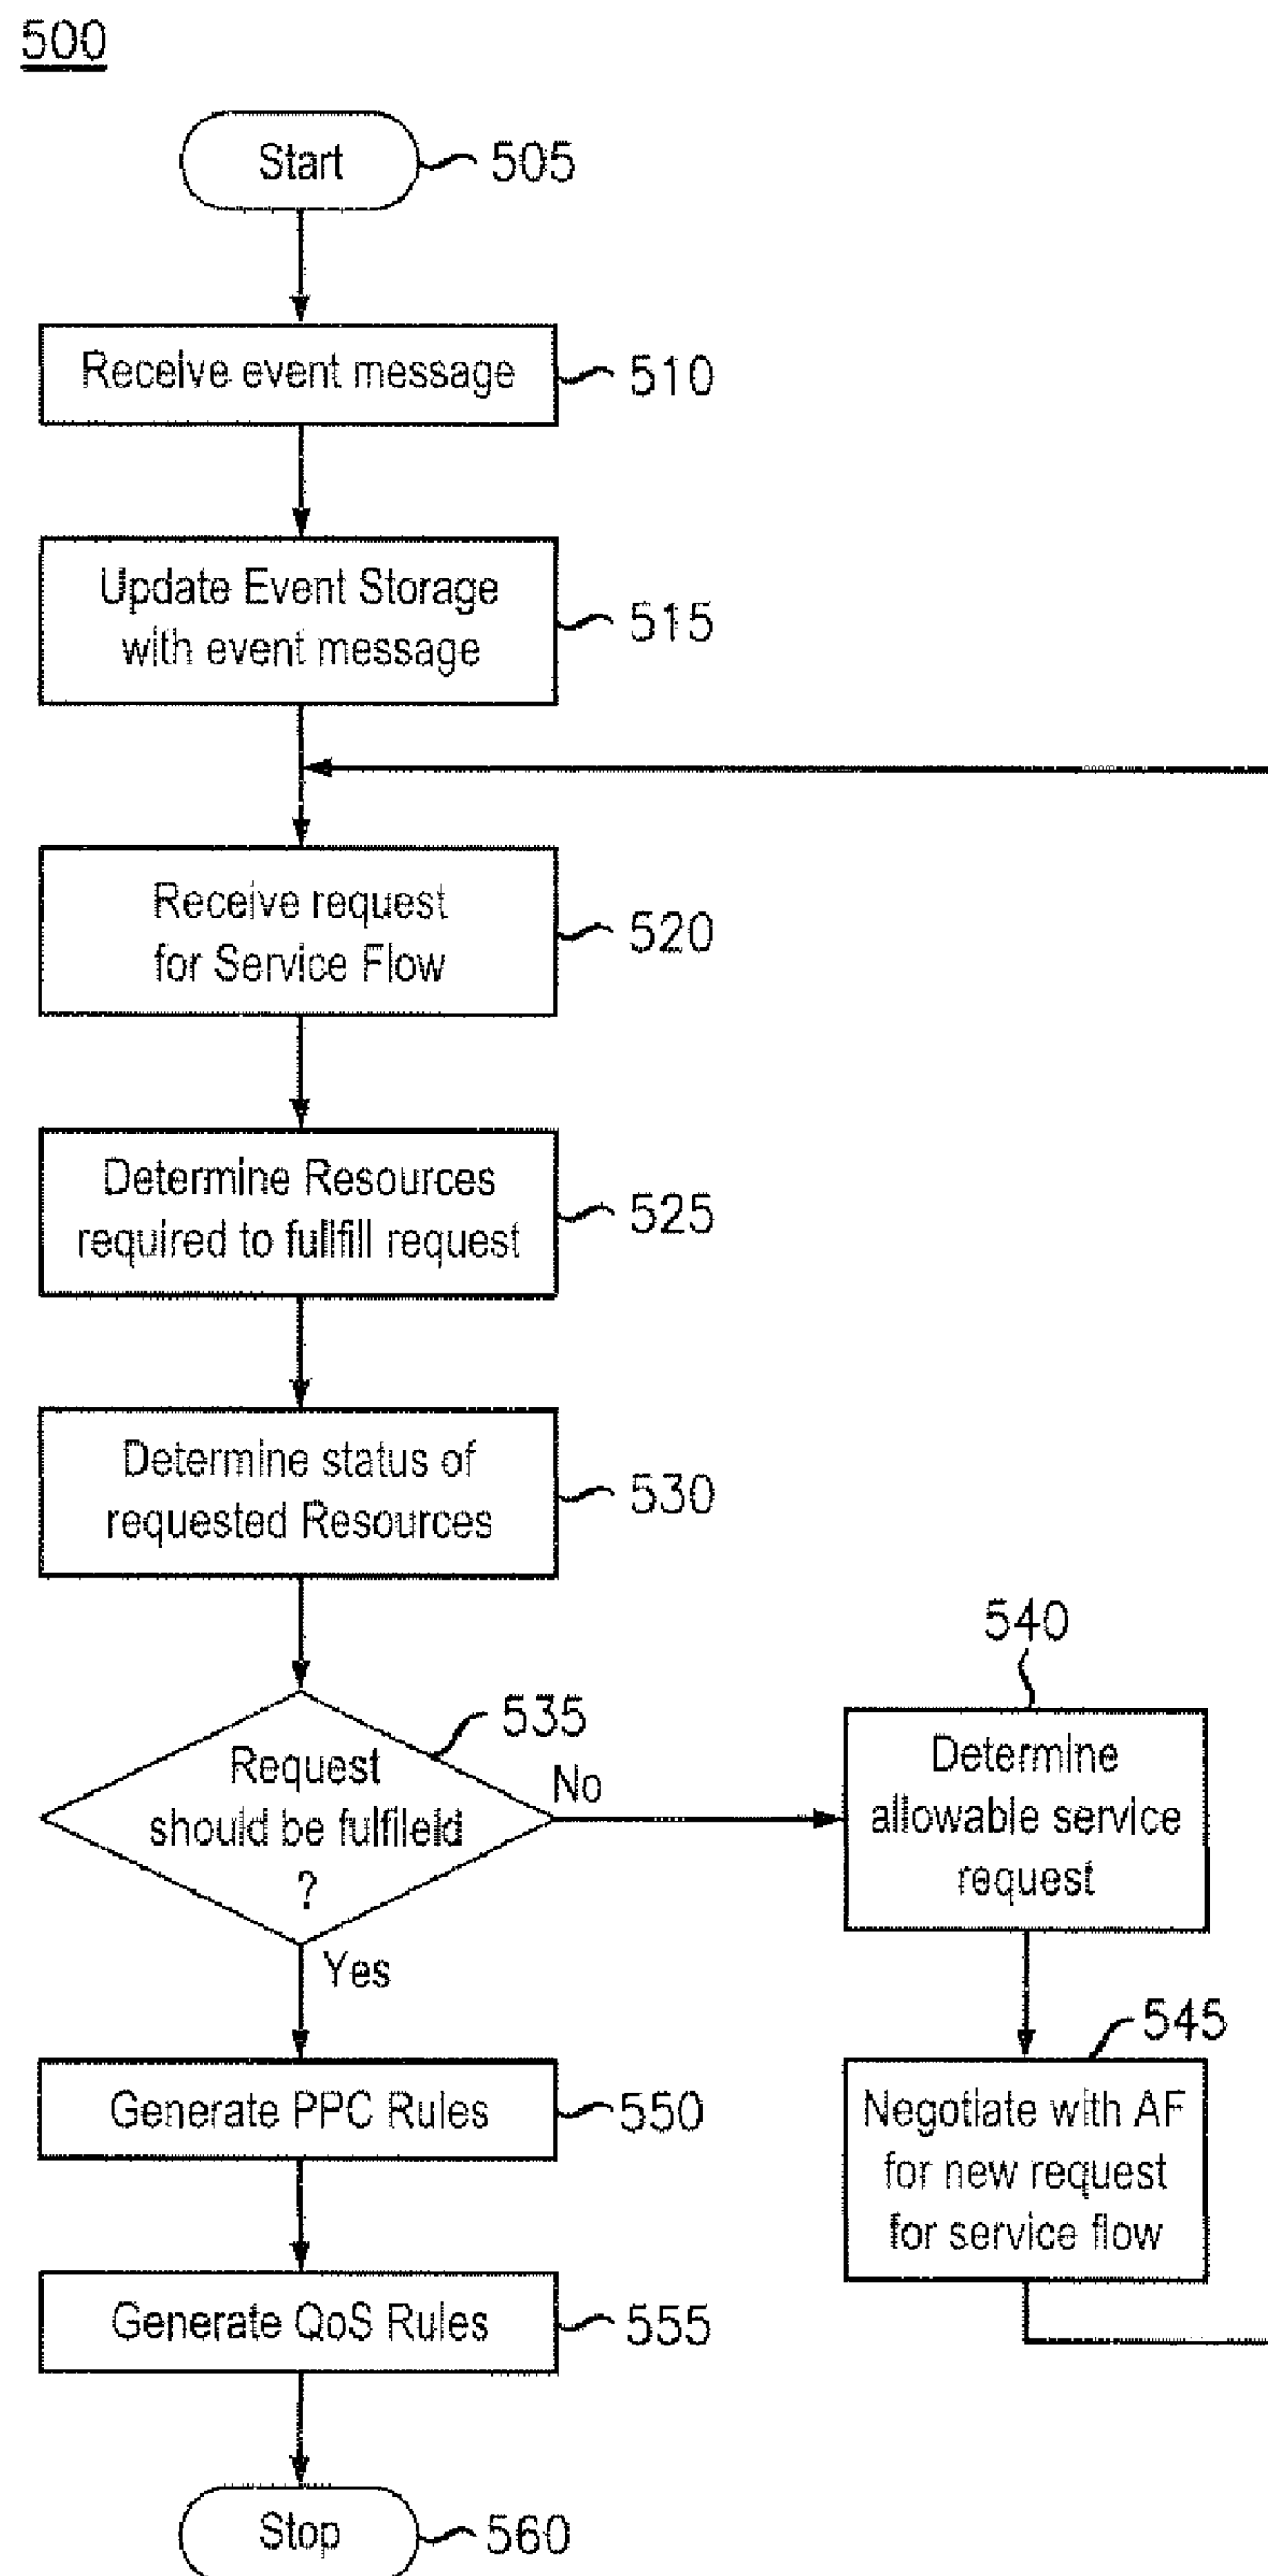 500
Start
505
Receive event message
510
Update Event Storage
with event message
515
Receive request
for Service Flow
520
Determine Resources
required to fullfill request
525
Determine status of
requested Resources
530
535
Request
should be fulfileld
?
No
Yes
540
Determine
allowable service
request
545
Negotiate with AF
for new request
for service flow
Generate PPC Rules
550
Generate QoS Rules
555
Stop
560